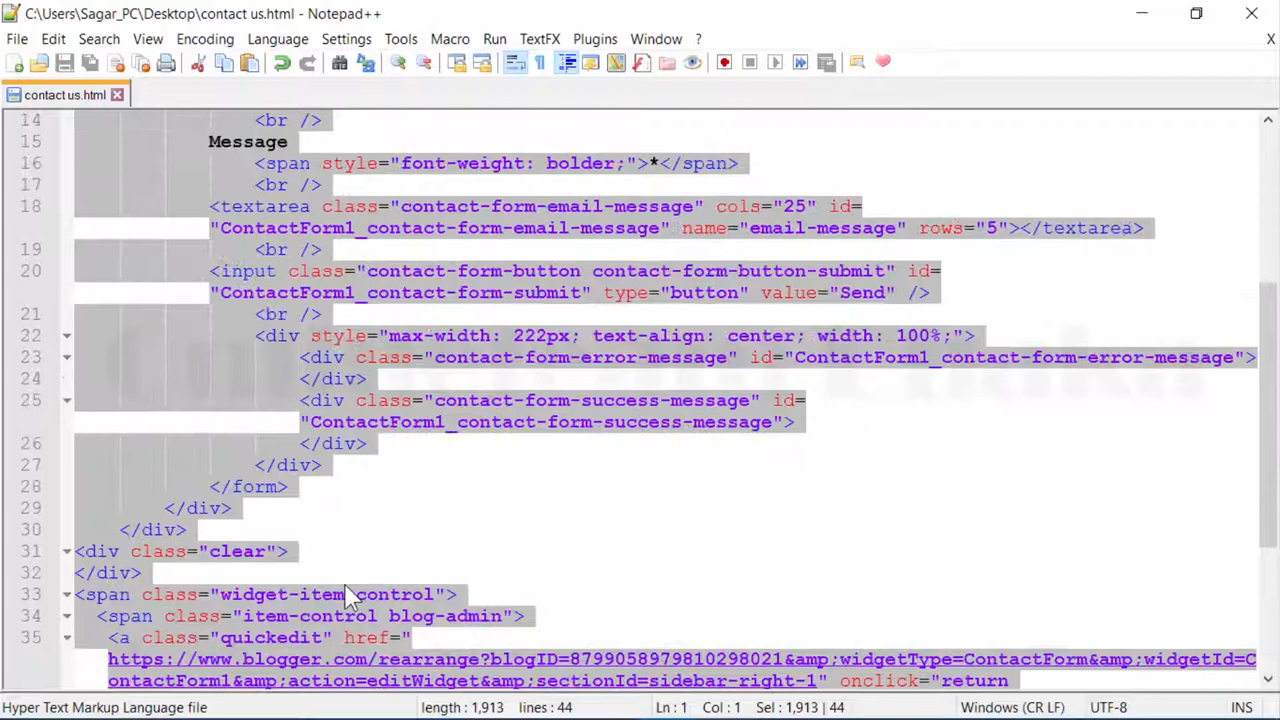 C:\Users\Sagar_PC\Desktop\contact us.html - Notepad++
File Edit Search View Encoding Language Settings Tools Macro Run TextFX Plugins Window ? X
contact us.html
14 <br />
15 Message
16 <span style="font-weight: bolder;">*</span>
17 <br />
18 <textarea class="contact-form-email-message" cols="25" id=
"ContactForm1_contact-form-email-message" name="email-message" rows="5"></textarea>
19 <br />
20 <input class="contact-form-button contact-form-button-submit" id=
"ContactForm1_contact-form-submit" type="button" value="Send" />
21 <br />
22 <div style="max-width: 222px; text-align: center; width: 100%;">
23 <div class="contact-form-error-message" id="ContactForm1_contact-form-error-message">
24 </div>
25 <div class="contact-form-success-message" id=
"ContactForm1_contact-form-success-message">
26 </div>
27 </div>
28 </form>
29 </div>
30 </div>
31 <div class="clear">
32 </div>
33 <span class="widget-item-control">
34 <span class="item-control blog-admin">
35 <a class="quickedit" href="
https://www.blogger.com/rearrange?blogID=8799058979810298021&amp;widgetType=ContactForm&amp;widgetId=C
ontactForm1&amp;action=editWidget&amp;sectionId=sidebar-right-1" onclick="return
Hyper Text Markup Language file length : 1,913 lines : 44 Ln : 1 Col : 1 Sel : 1,913 | 44 Windows (CR LF) UTF-8 INS